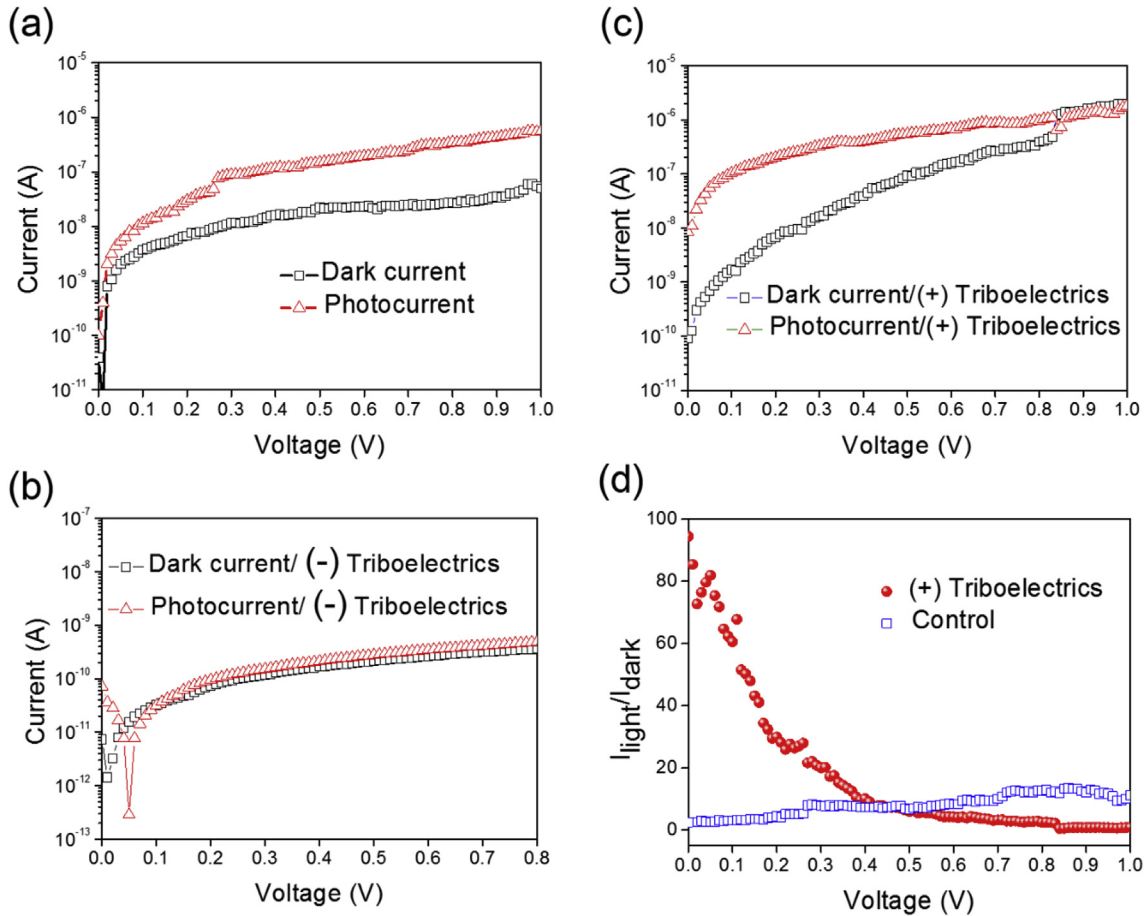 (a)
10^-5
10^-6
10^-7
10^-8
10^-9
10^-10
10^-11
Current (A)
Dark current
Photocurrent
0.0 0.1 0.2 0.3 0.4 0.5 0.6 0.7 0.8 0.9 1.0
Voltage (V)
(b)
10^-7
10^-8
10^-9
10^-10
10^-11
10^-12
10^-13
Current (A)
Dark current/ (-) Triboelectrics
Photocurrent/ (-) Triboelectrics
0.0 0.1 0.2 0.3 0.4 0.5 0.6 0.7 0.8
Voltage (V)
(c)
10^-5
10^-6
10^-7
10^-8
10^-9
10^-10
10^-11
Current (A)
Dark current/(+) Triboelectrics
Photocurrent/(+) Triboelectrics
0.0 0.1 0.2 0.3 0.4 0.5 0.6 0.7 0.8 0.9 1.0
Voltage (V)
(d)
100
80
60
40
20
0
I_light/I_dark
(+) Triboelectrics
Control
0.0 0.1 0.2 0.3 0.4 0.5 0.6 0.7 0.8 0.9 1.0
Voltage (V)